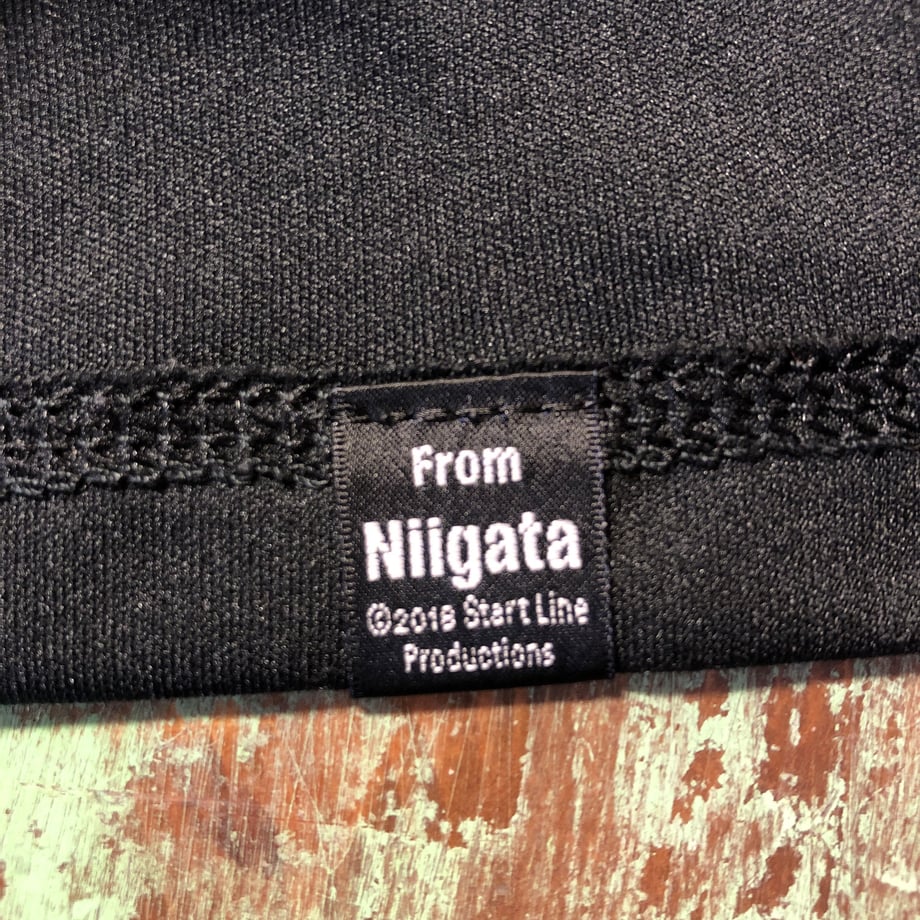 From
Niigata
©2018 Start Line
Productions